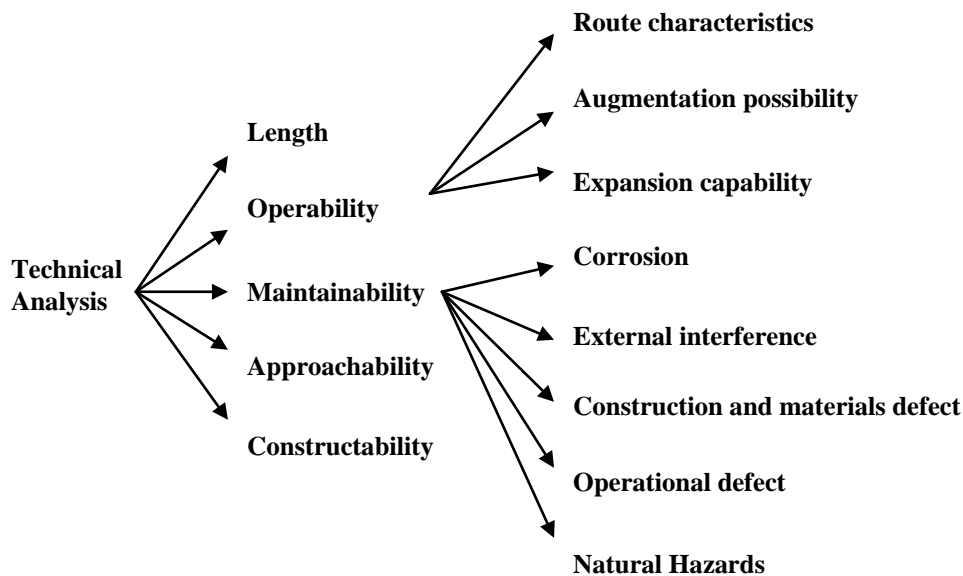 Technical
Analysis
Length
Operability
Maintainability
Approachability
Constructability
Route characteristics
Augmentation possibility
Expansion capability
Corrosion
External interference
Construction and materials defect
Operational defect
Natural Hazards